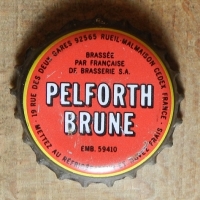 19 RUE DES DEUX GARES 92565 RUEIL-MALMAISON CEDEX - FRANCE -
BRASSÉE
PAR FRANÇAISE
DE BRASSERIE S.A.
PELFORTH
BRUNE
EMB. 59410
METTEZ AU FRAIS